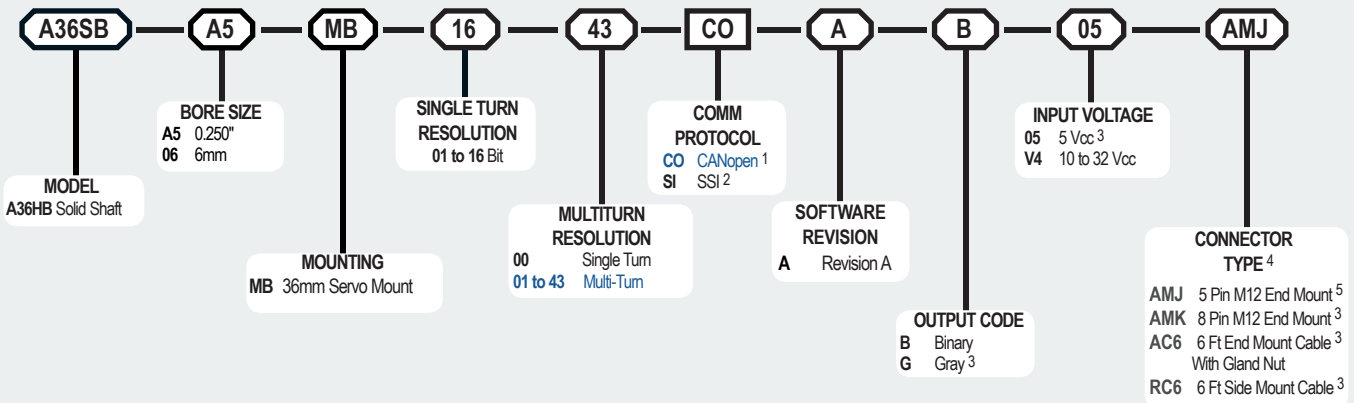 A36SB A5 MB 16 43 CO A B 05 AMJ
MODEL
A36HB Solid Shaft
BORE SIZE
A5 0.250"
06 6mm
MOUNTING
MB 36mm Servo Mount
SINGLE TURN
RESOLUTION
01 to 16 Bit
MULTITURN
RESOLUTION
00 Single Turn
01 to 43 Multi-Turn
COMM
PROTOCOL
CO CANopen 1
SI SSI 2
SOFTWARE
REVISION
A Revision A
OUTPUT CODE
B Binary
G Gray 3
INPUT VOLTAGE
05 5 Vcc 3
V4 10 to 32 Vcc
CONNECTOR
TYPE 4
AMJ 5 Pin M12 End Mount 5
AMK 8 Pin M12 End Mount 3
AC6 6 Ft End Mount Cable 3
With Gland Nut
RC6 6 Ft Side Mount Cable 3